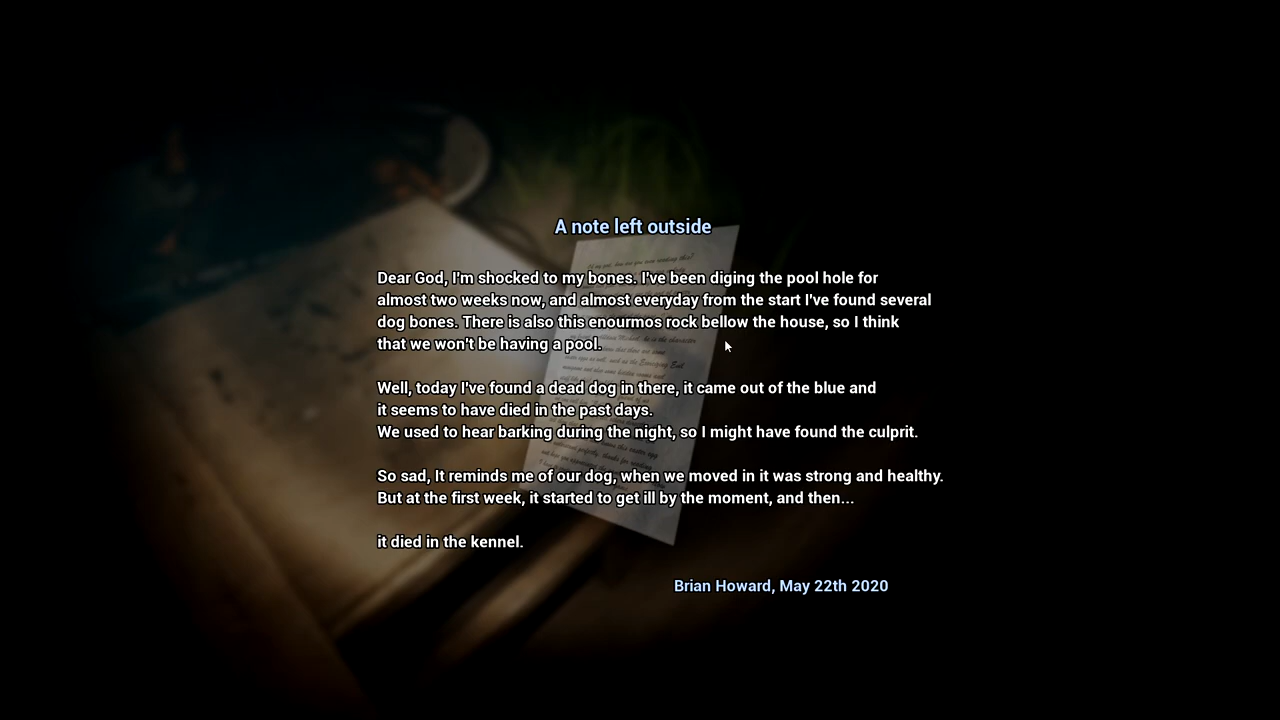 A note left outside
Dear God, I'm shocked to my bones. I've been diging the pool hole for
almost two weeks now, and almost everyday from the start I've found several
dog bones. There is also this enourmos rock bellow the house, so I think
that we won't be having a pool.
Well, today I've found a dead dog in there, it came out of the blue and
it seems to have died in the past days.
We used to hear barking during the night, so I might have found the culprit.
So sad, It reminds me of our dog, when we moved in it was strong and healthy.
But at the first week, it started to get ill by the moment, and then...
it died in the kennel.
Brian Howard, May 22th 2020